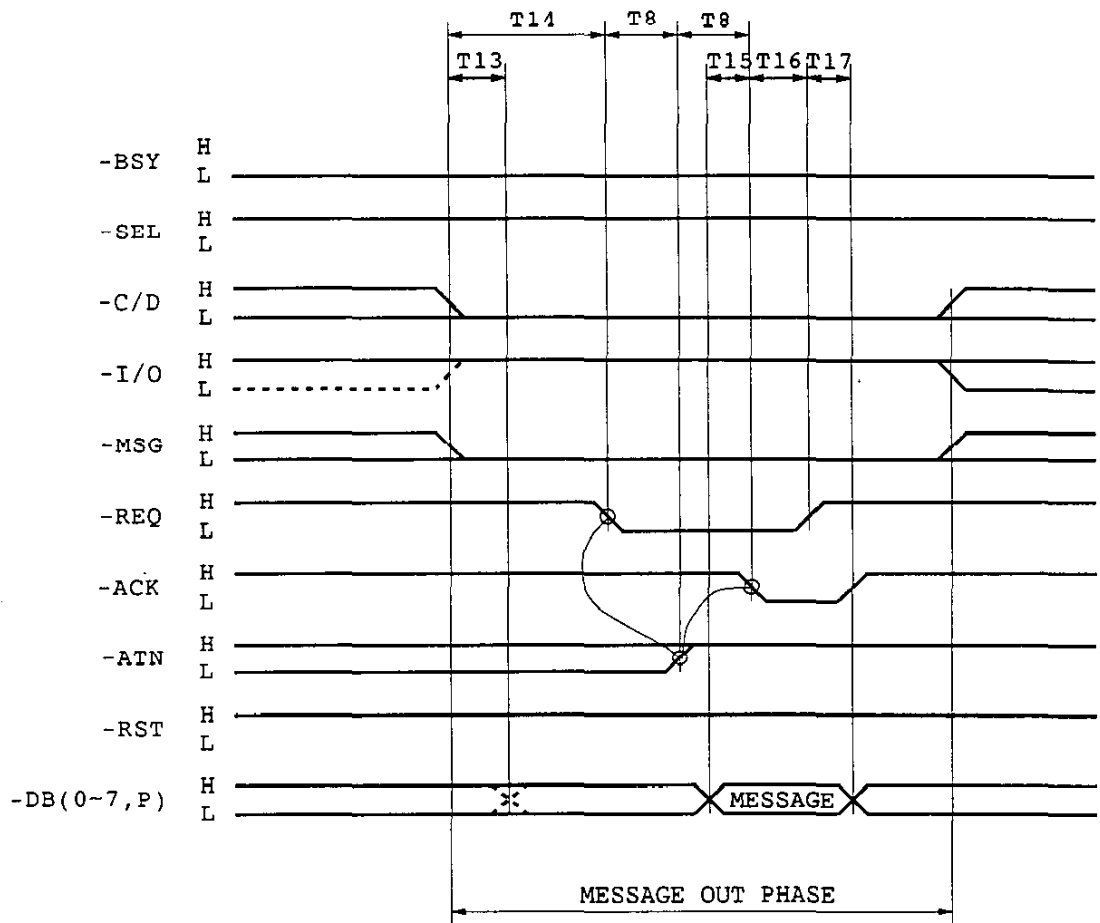 T14 T8 T8
T13 T15 T16 T17
-BSY H
L
-SEL H
L
-C/D H
L
-I/O H
L
-MSG H
L
-REQ H
L
-ACK H
L
-ATN H
L
-RST H
L
-DB(0~7,P) H
L
MESSAGE
MESSAGE OUT PHASE